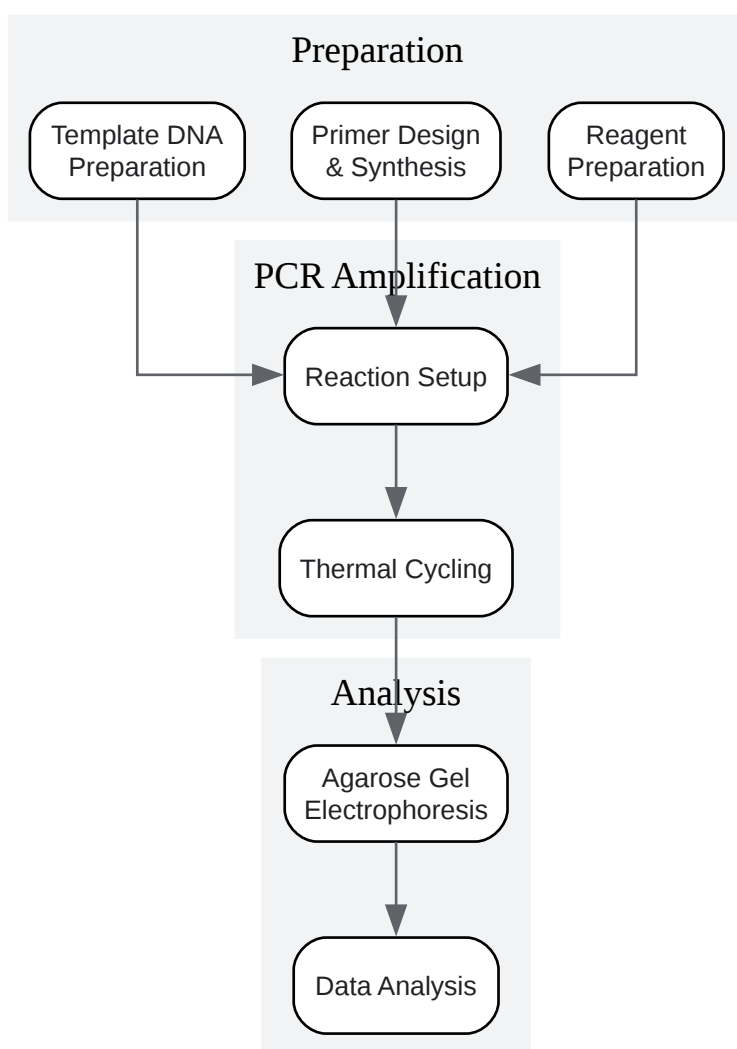 Preparation
Template DNA
Preparation
Primer Design
& Synthesis
Reagent
Preparation
PCR Amplification
Reaction Setup
Thermal Cycling
Analysis
Agarose Gel
Electrophoresis
Data Analysis